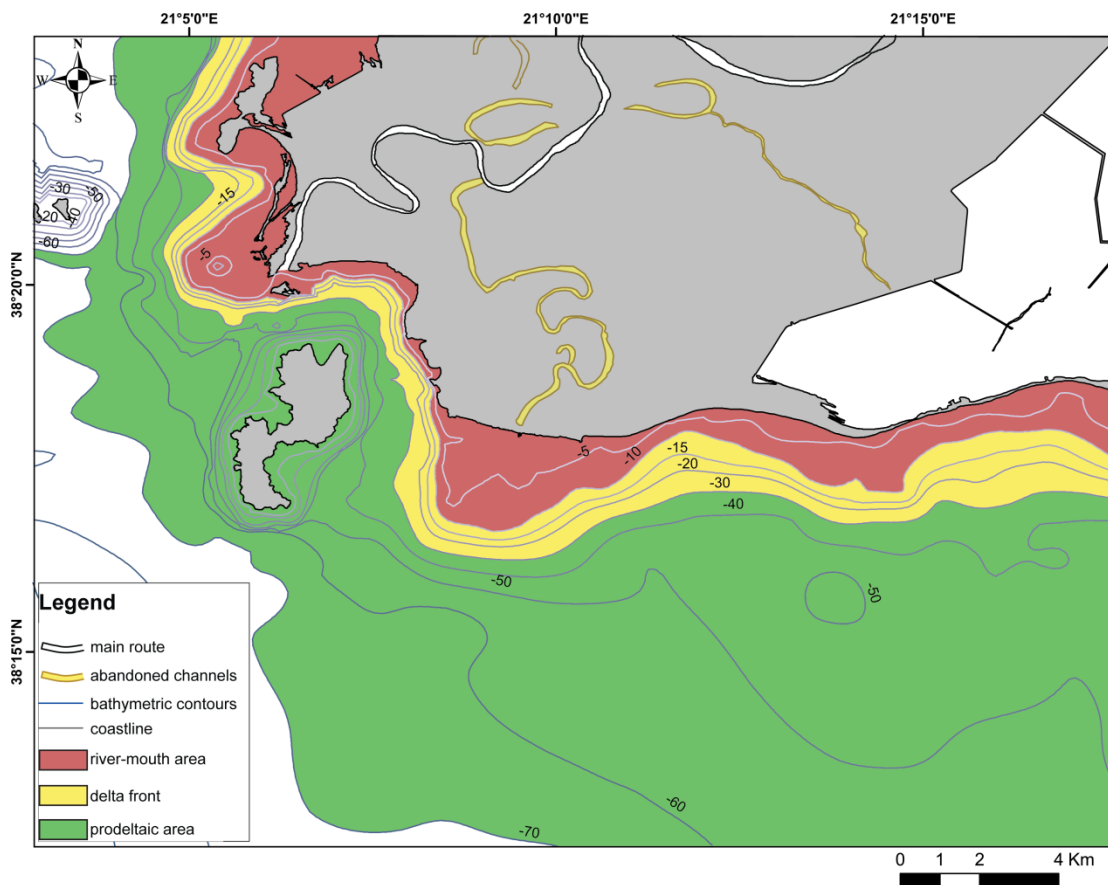 21°5'0"E 21°10'0"E 21°15'0"E
N
W E
S
-30
-50
-20
-40
-60
-15
-5
38°20'0"N
-5
-10
-15
-20
-30
-40
-50
-50
38°15'0"N
-60
-70
Legend
main route
abandoned channels
bathymetric contours
coastline
river-mouth area
delta front
prodeltaic area
0 1 2 4 Km